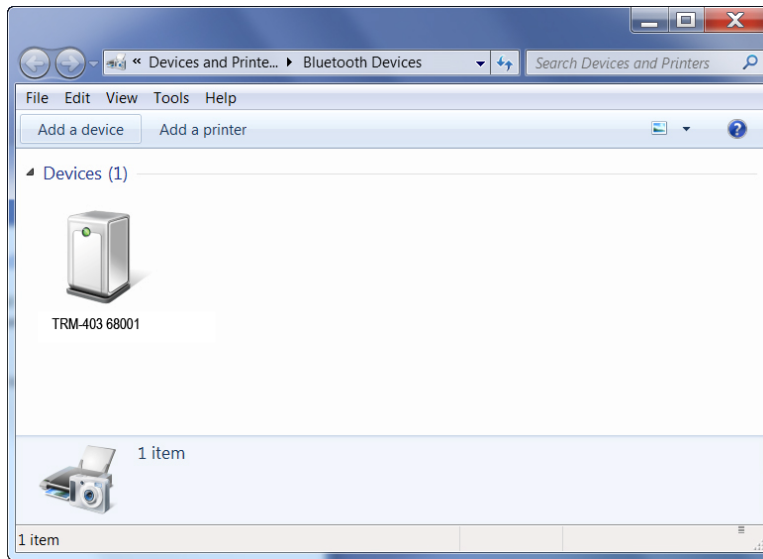 « Devices and Printe... Bluetooth Devices Search Devices and Printers
File Edit View Tools Help
Add a device Add a printer
Devices (1)
TRM-403 68001
1 item
1 item